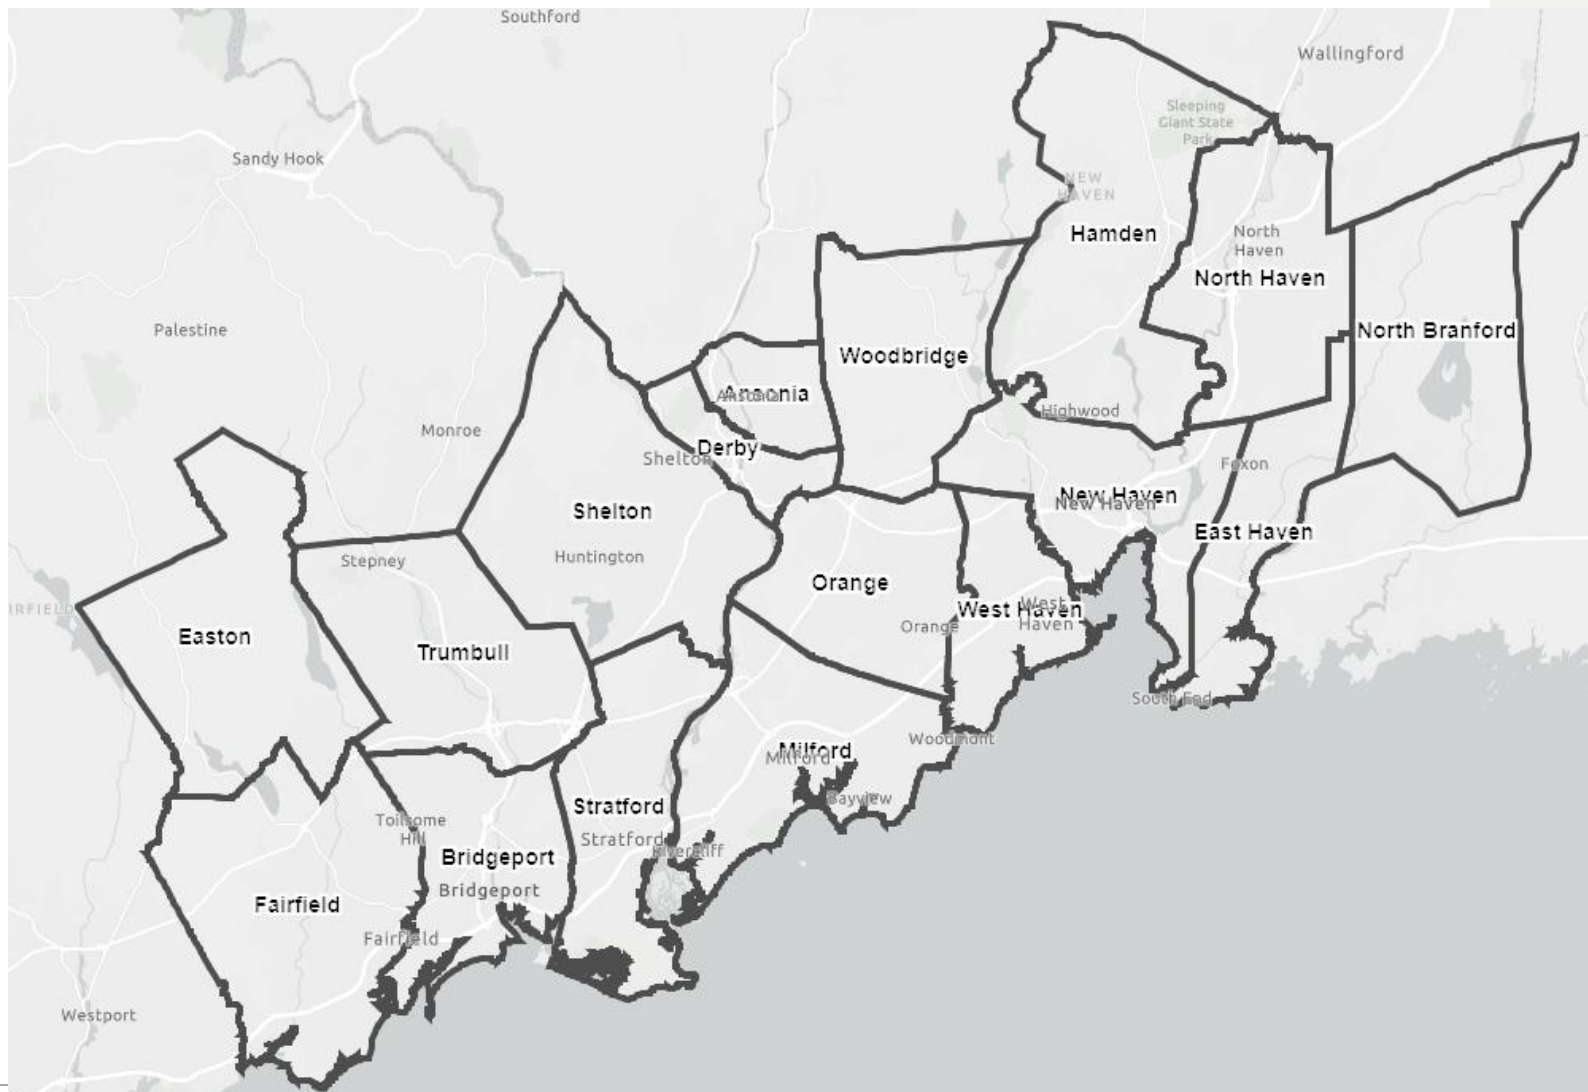 Southford
Wallingford
Sleeping
Giant State
Park
Sandy Hook
NEW
HAVEN
Hamden
North
Haven
North Haven
Palestine
North Branford
Woodbridge
Ansonia
Ansonia
Highwood
Monroe
Derby
Shelton
Foxon
New Haven
New Haven
Shelton
East Haven
Huntington
Stepney
Orange
IRFIELD
West Haven
West
Haven
Orange
Easton
Trumbull
South End
Woodmont
Milford
Milford
Bayview
Stratford
Stratford
Toilsome
Hill
Rivercliff
Bridgeport
Bridgeport
Fairfield
Fairfield
Westport